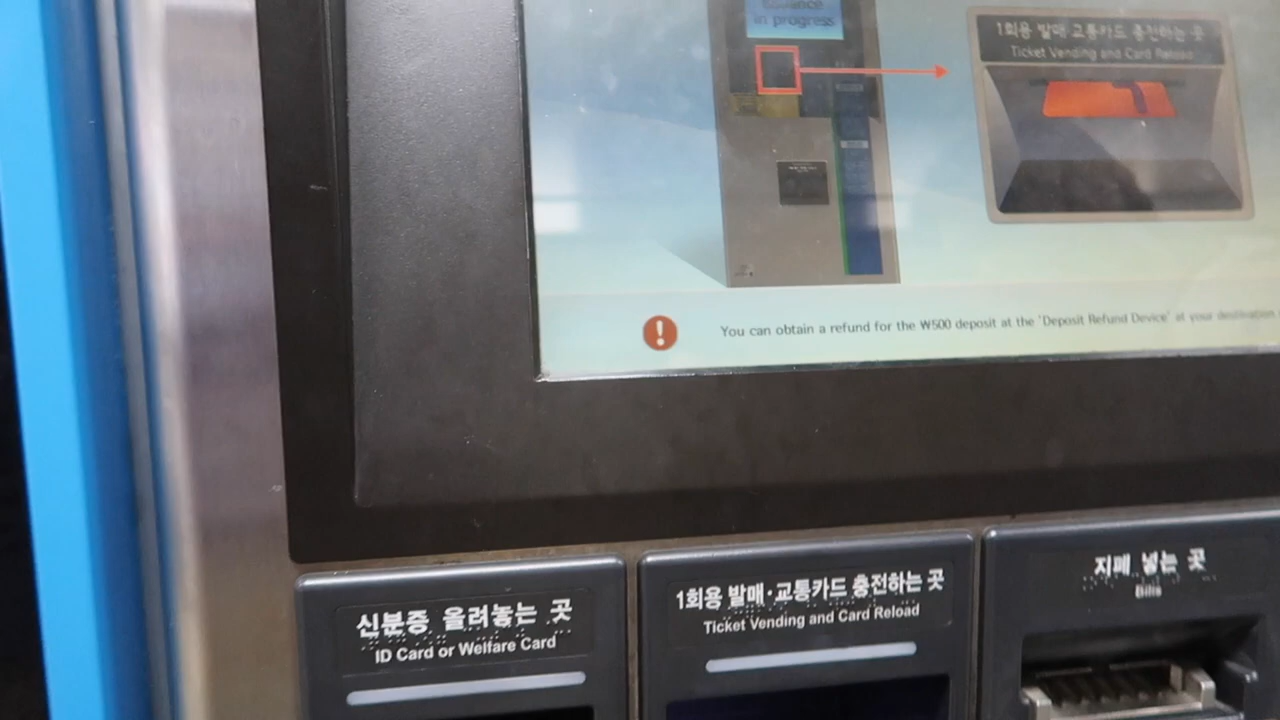 in progress
1회용 발매·교통카드 충전하는 곳
Ticket Vending and Card Reload
You can obtain a refund for the ₩500 deposit at the 'Deposit Refund Device' at your destination
신분증 올려놓는 곳
ID Card or Welfare Card
1회용 발매·교통카드 충전하는 곳
Ticket Vending and Card Reload
지폐 넣는 곳
Bills